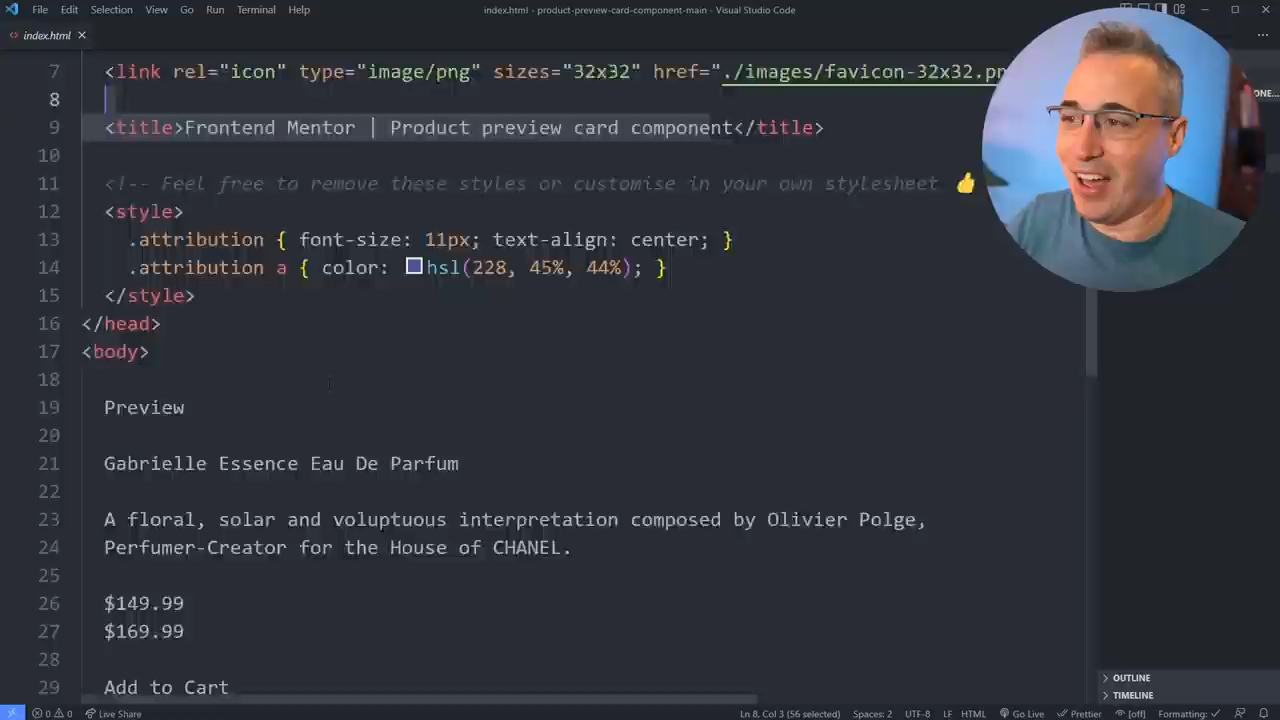 File Edit Selection View Go Run Terminal Help
index.html - product-preview-card-component-main - Visual Studio Code
index.html
7 <link rel="icon" type="image/png" sizes="32x32" href="./images/favicon-32x32.pn
8
9 <title>Frontend Mentor | Product preview card component</title>
10
11 <!-- Feel free to remove these styles or customise in your own stylesheet 👍
12 <style>
13 .attribution { font-size: 11px; text-align: center; }
14 .attribution a { color: hsl(228, 45%, 44%); }
15 </style>
16 </head>
17 <body>
18
19 Preview
20
21 Gabrielle Essence Eau De Parfum
22
23 A floral, solar and voluptuous interpretation composed by Olivier Polge,
24 Perfumer-Creator for the House of CHANEL.
25
26 $149.99
27 $169.99
28
29 Add to Cart
ONE...
OUTLINE
TIMELINE
0 0 Live Share
Ln 8, Col 3 (56 selected) Spaces: 2 UTF-8 LF HTML Go Live Prettier [off] Formatting: ✓